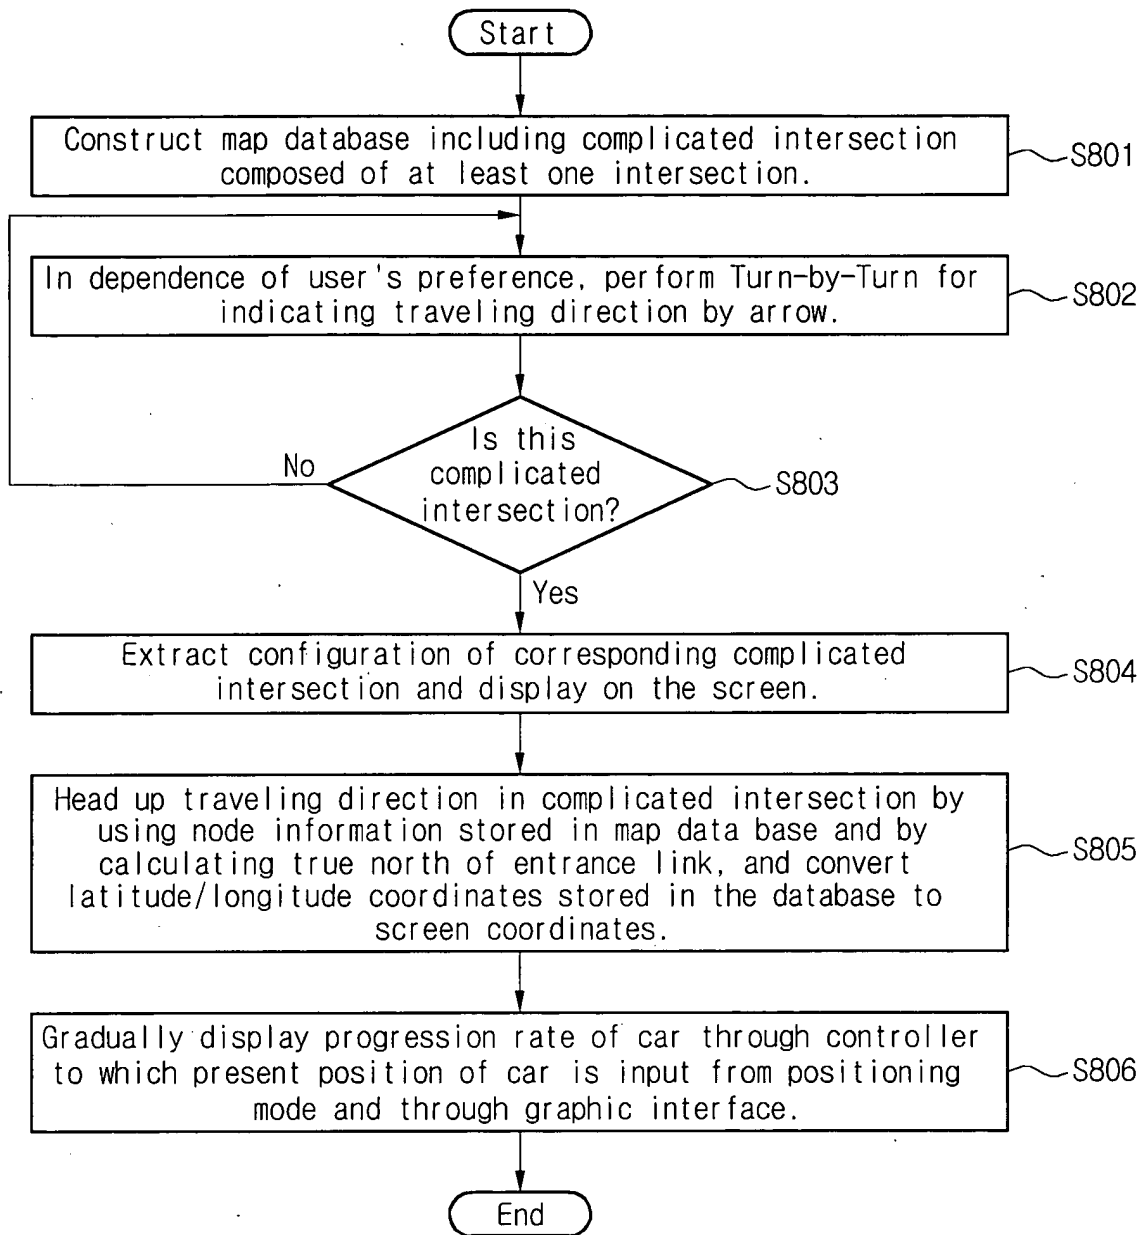 Start
Construct map database including complicated intersection
composed of at least one intersection.
S801
In dependence of user's preference, perform Turn-by-Turn for
indicating traveling direction by arrow.
S802
Is this
complicated
intersection?
No
S803
Yes
Extract configuration of corresponding complicated
intersection and display on the screen.
S804
Head up traveling direction in complicated intersection by
using node information stored in map data base and by
calculating true north of entrance link, and convert
latitude/longitude coordinates stored in the database to
screen coordinates.
S805
Gradually display progression rate of car through controller
to which present position of car is input from positioning
mode and through graphic interface.
S806
End